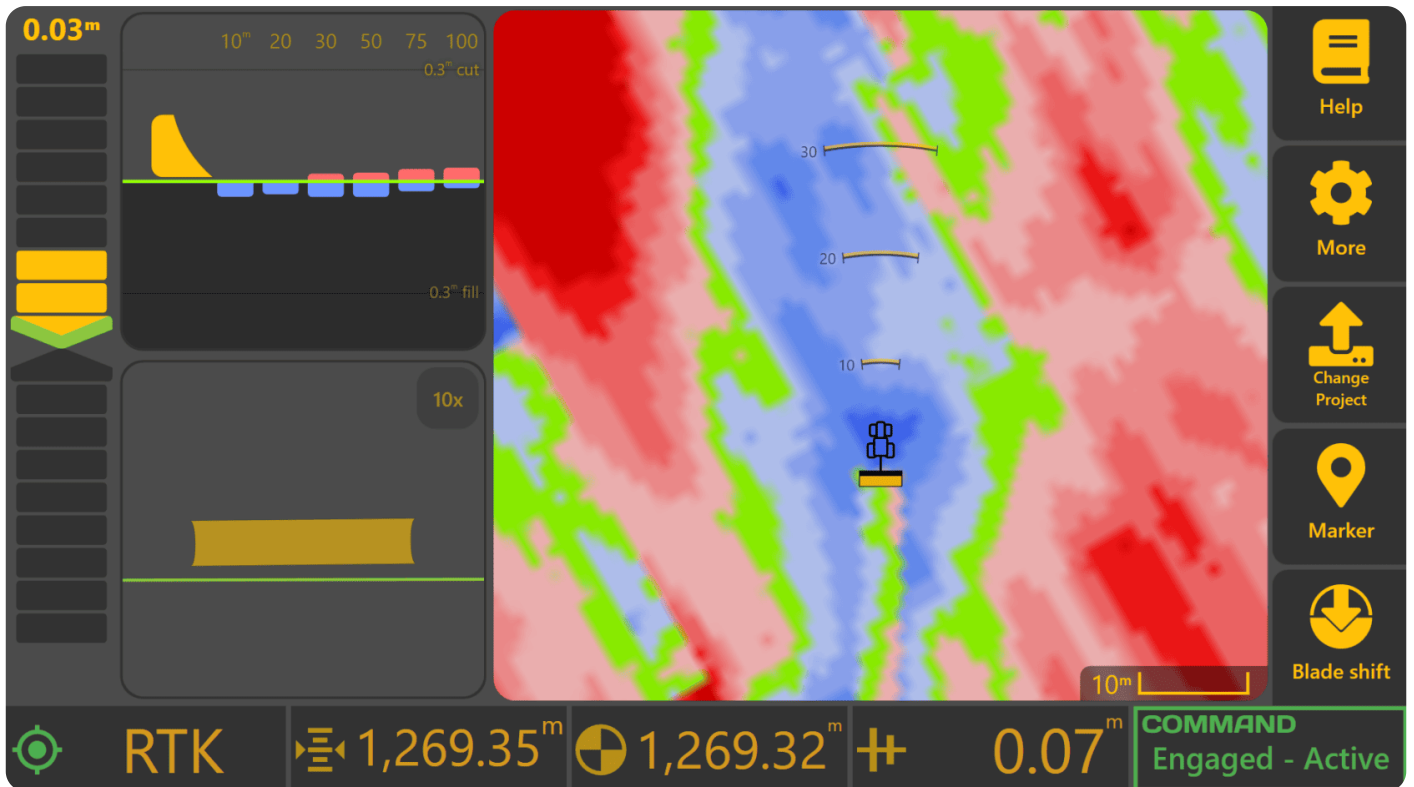 0.03m
10m 20 30 50 75 100
0.3m cut
0.3m fill
10x
30
20
10
10m
Help
More
Change
Project
Marker
Blade shift
RTK
1,269.35m
1,269.32m
0.07m
COMMAND
Engaged - Active